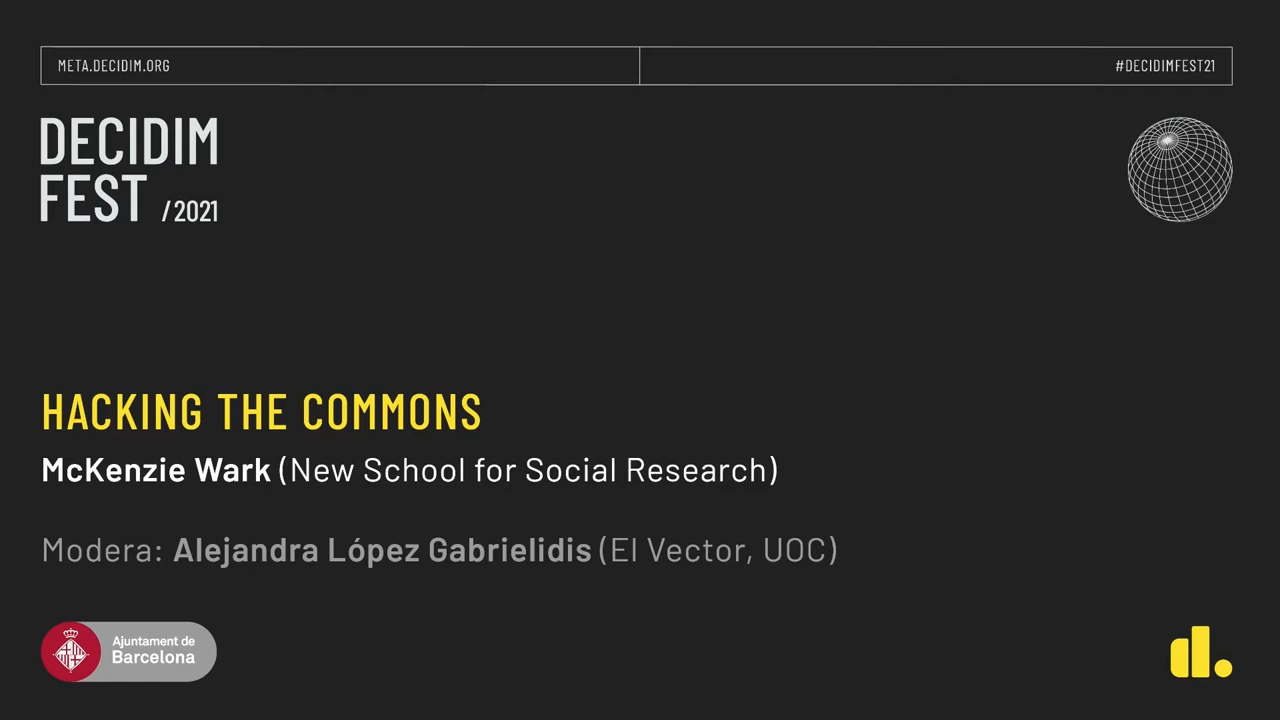 META.DECIDIM.ORG
#DECIDIMFEST21
DECIDIM
FEST /2021
HACKING THE COMMONS
McKenzie Wark (New School for Social Research)
Modera: Alejandra López Gabrielidis (El Vector, UOC)
Ajuntament de
Barcelona
d.